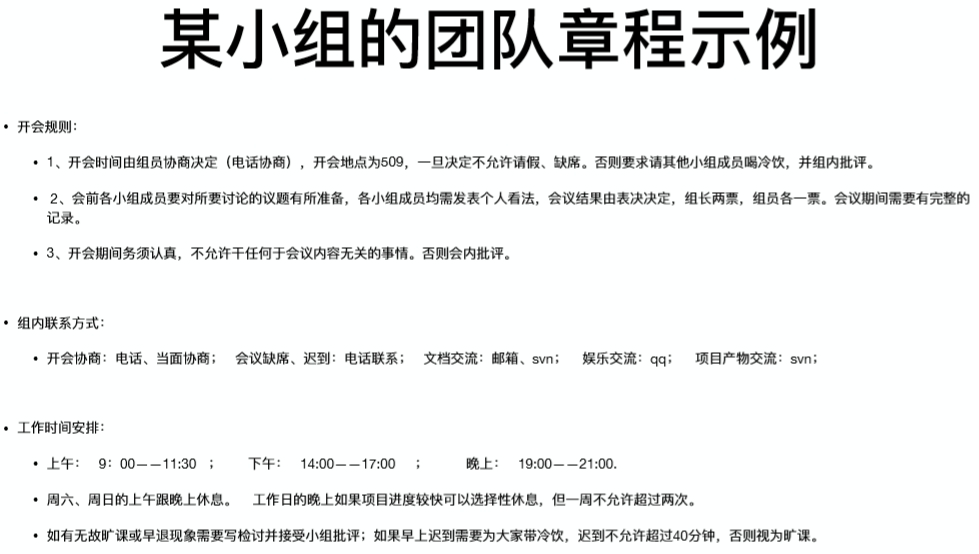 某小组的团队章程示例
• 开会规则：
• 1、开会时间由组员协商决定（电话协商），开会地点为509，一旦决定不允许请假、缺席。否则要求请其他小组成员喝冷饮，并组内批评。
• 2、会前各小组成员要对所要讨论的议题有所准备，各小组成员均需发表个人看法，会议结果由表决决定，组长两票，组员各一票。会议期间需要有完整的
记录。
• 3、开会期间务须认真，不允许干任何于会议内容无关的事情。否则会内批评。
• 组内联系方式：
• 开会协商：电话、当面协商； 会议缺席、迟到：电话联系； 文档交流：邮箱、svn； 娱乐交流：qq； 项目产物交流：svn；
• 工作时间安排：
• 上午： 9：00——11:30 ； 下午： 14:00——17:00 ； 晚上： 19:00——21:00.
• 周六、周日的上午跟晚上休息。 工作日的晚上如果项目进度较快可以选择性休息，但一周不允许超过两次。
• 如有无故旷课或早退现象需要写检讨并接受小组批评；如果早上迟到需要为大家带冷饮，迟到不允许超过40分钟，否则视为旷课。